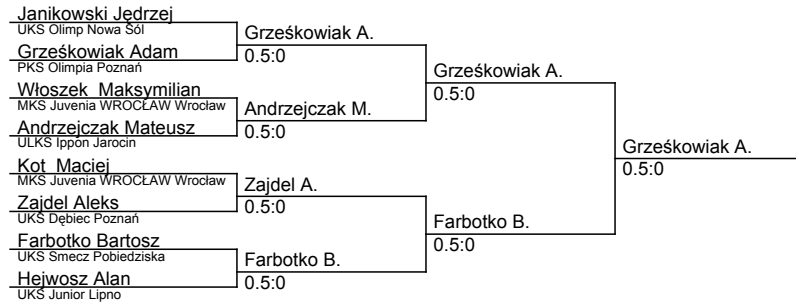 Janikowski Jędrzej
UKS Olimp Nowa Sól
Grześkowiak A.
Grześkowiak Adam
0.5:0
PKS Olimpia Poznań
Grześkowiak A.
Włoszek  Maksymilian
0.5:0
MKS Juvenia WROCŁAW Wrocław
Andrzejczak M.
Andrzejczak Mateusz
0.5:0
ULKS Ippon Jarocin
Grześkowiak A.
Kot  Maciej
0.5:0
MKS Juvenia WROCŁAW Wrocław
Zajdel A.
Zajdel Aleks
0.5:0
UKS Dębiec Poznań
Farbotko B.
Farbotko Bartosz
0.5:0
UKS Smecz Pobiedziska
Farbotko B.
Hejwosz Alan
0.5:0
UKS Junior Lipno